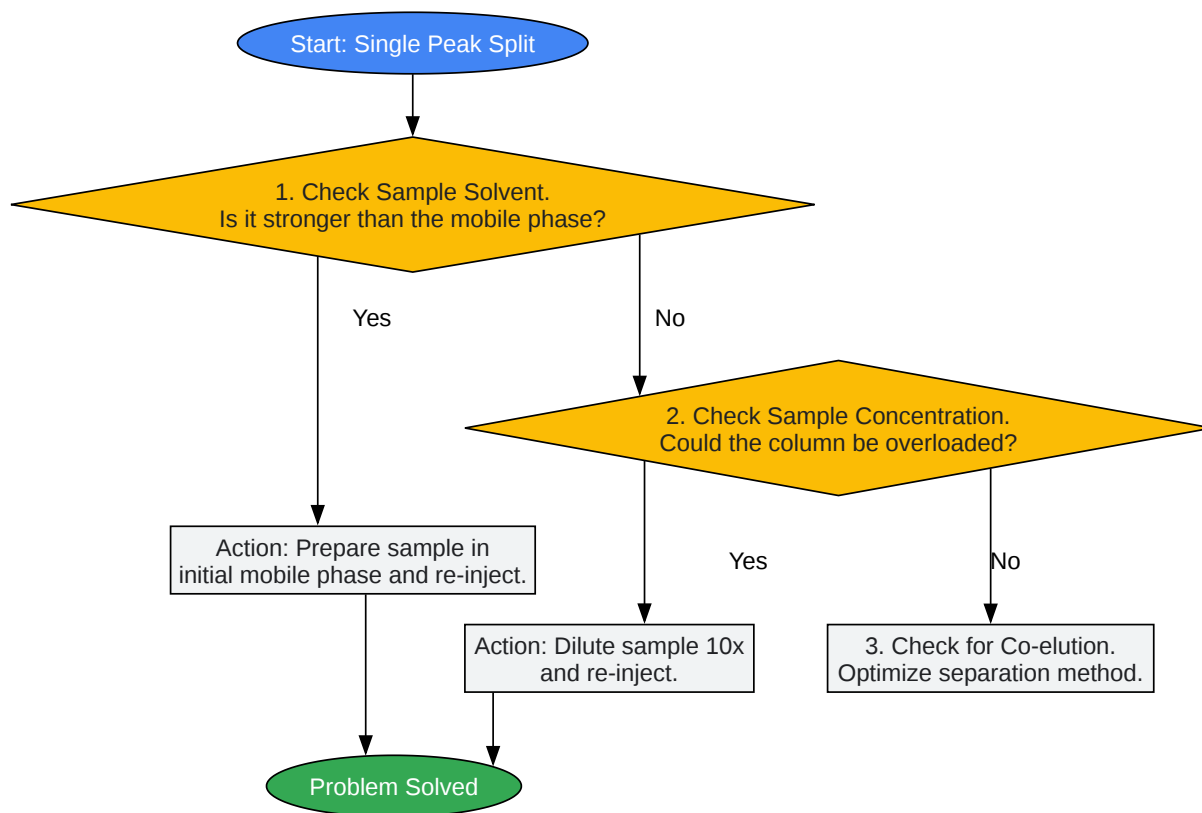 Start: Single Peak Split
1. Check Sample Solvent.
Is it stronger than the mobile phase?
Yes
No
2. Check Sample Concentration.
Could the column be overloaded?
Action: Prepare sample in
initial mobile phase and re-inject.
Yes
No
Action: Dilute sample 10x
and re-inject.
3. Check for Co-elution.
Optimize separation method.
Problem Solved